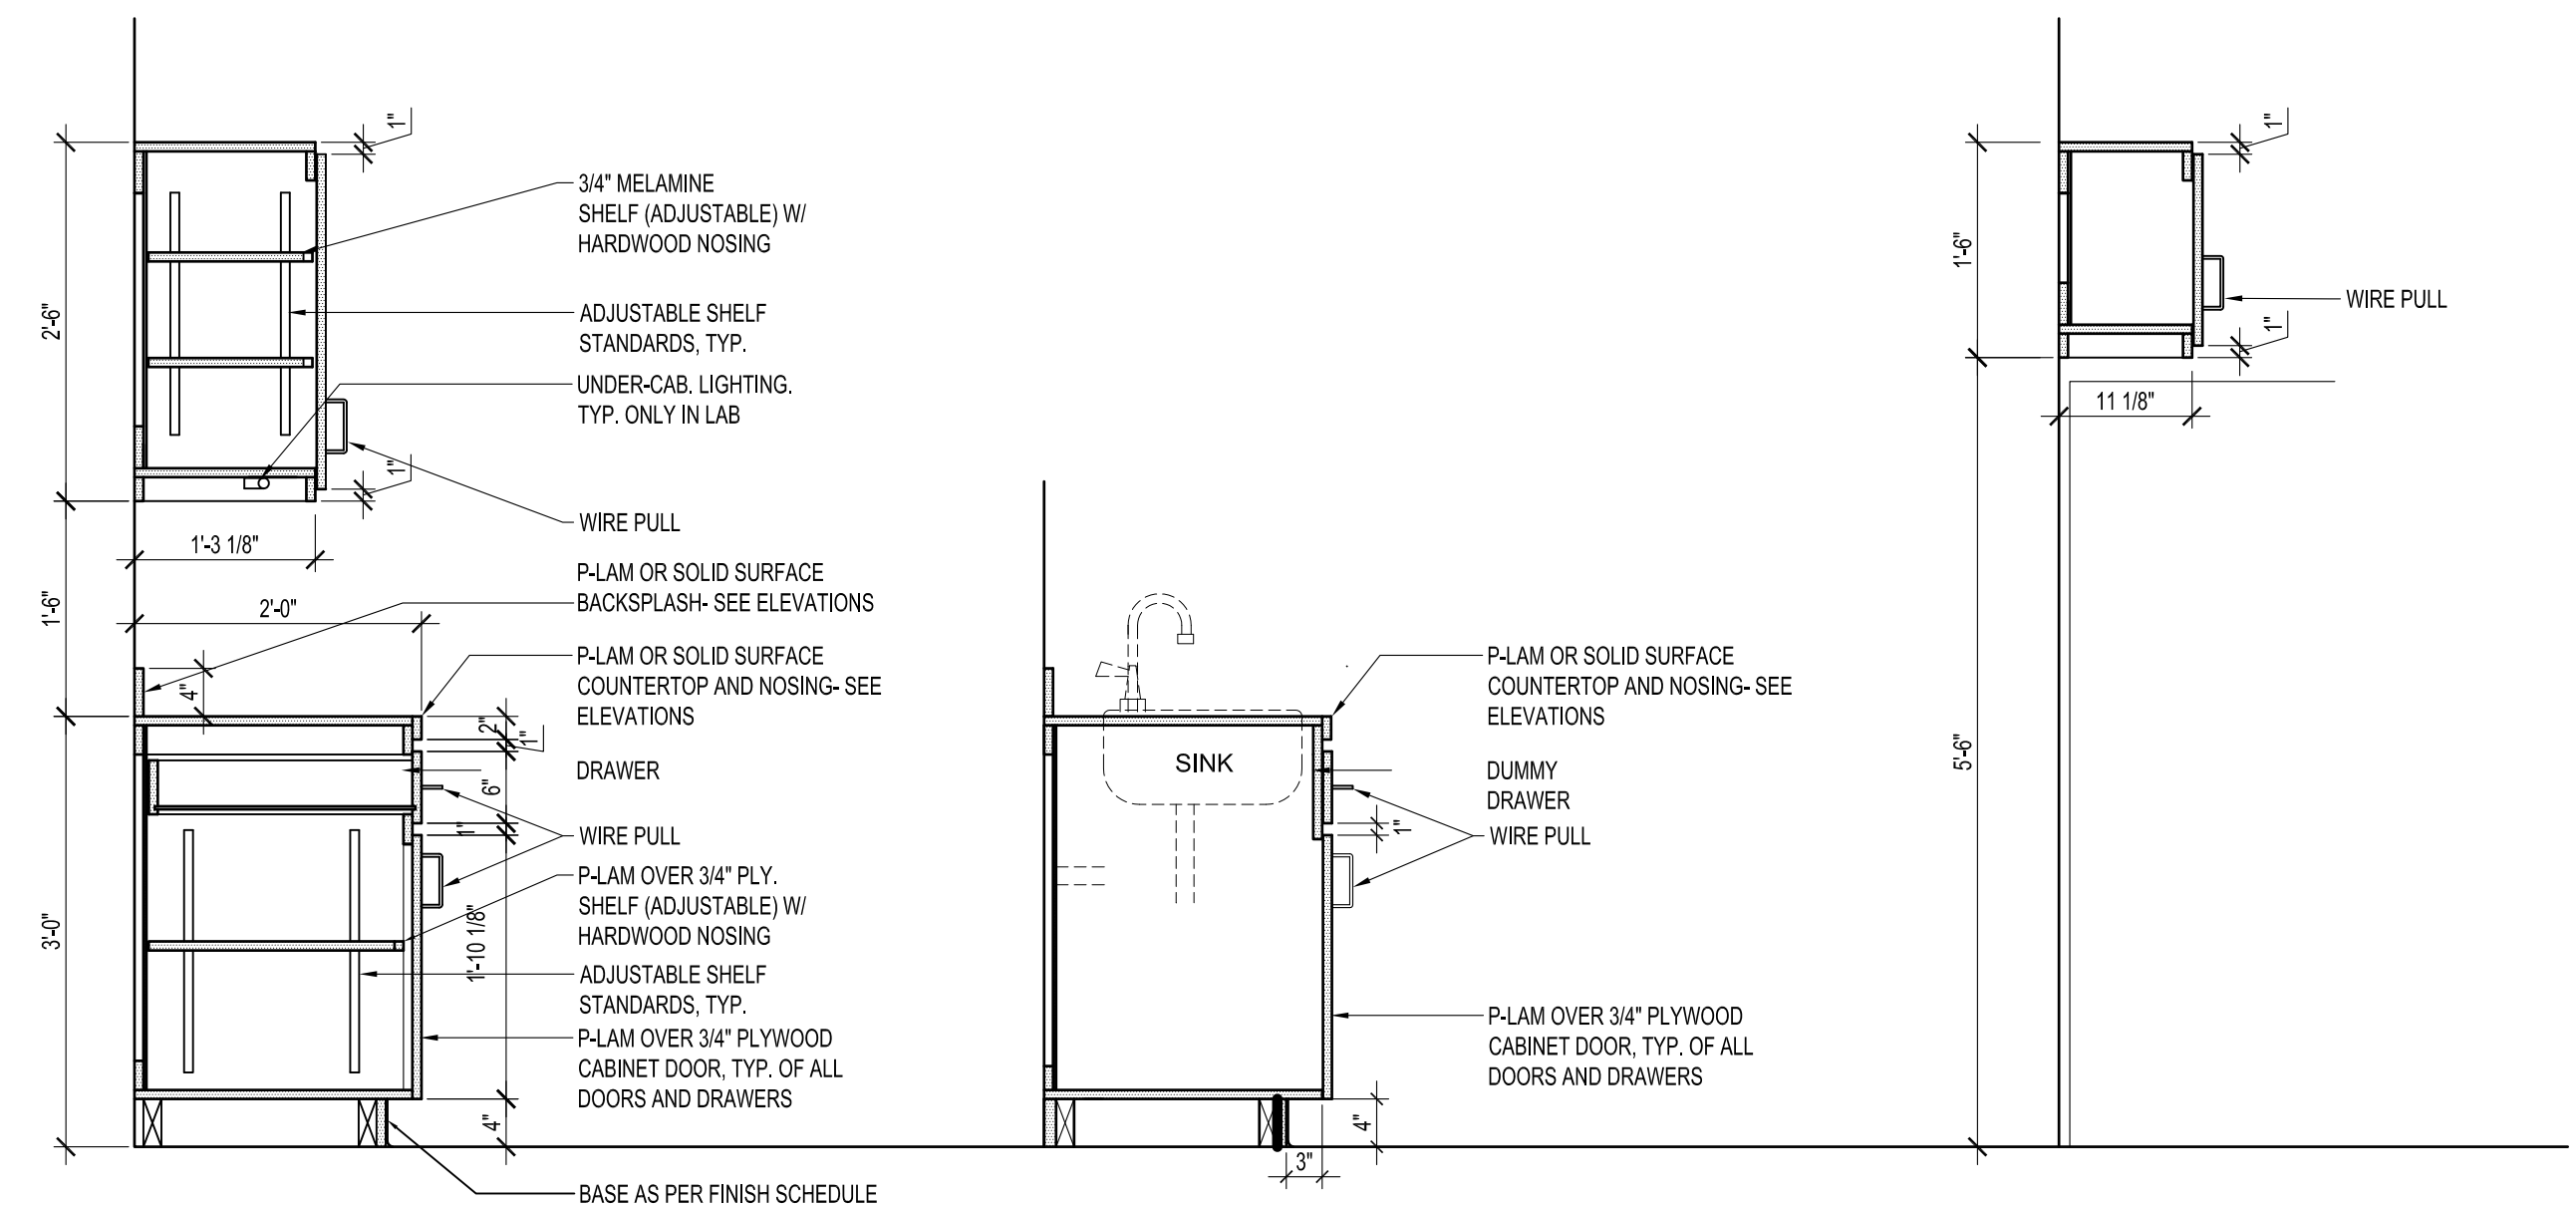 1"
3/4" MELAMINE
SHELF (ADJUSTABLE) W/
HARDWOOD NOSING
2'-6"
ADJUSTABLE SHELF
STANDARDS, TYP.
UNDER-CAB. LIGHTING.
TYP. ONLY IN LAB
1"
WIRE PULL
1'-3 1/8"
P-LAM OR SOLID SURFACE
BACKSPLASH- SEE ELEVATIONS
1'-6"
2'-0"
P-LAM OR SOLID SURFACE
COUNTERTOP AND NOSING- SEE
ELEVATIONS
4"
2"
1"
DRAWER
6"
1"
WIRE PULL
P-LAM OVER 3/4" PLY.
SHELF (ADJUSTABLE) W/
HARDWOOD NOSING
3'-0"
1'-10 1/8"
ADJUSTABLE SHELF
STANDARDS, TYP.
P-LAM OVER 3/4" PLYWOOD
CABINET DOOR, TYP. OF ALL
DOORS AND DRAWERS
4"
BASE AS PER FINISH SCHEDULE
P-LAM OR SOLID SURFACE
COUNTERTOP AND NOSING- SEE
ELEVATIONS
SINK
DUMMY
DRAWER
1"
WIRE PULL
P-LAM OVER 3/4" PLYWOOD
CABINET DOOR, TYP. OF ALL
DOORS AND DRAWERS
4"
3"
1"
1'-6"
WIRE PULL
1"
11 1/8"
5'-6"